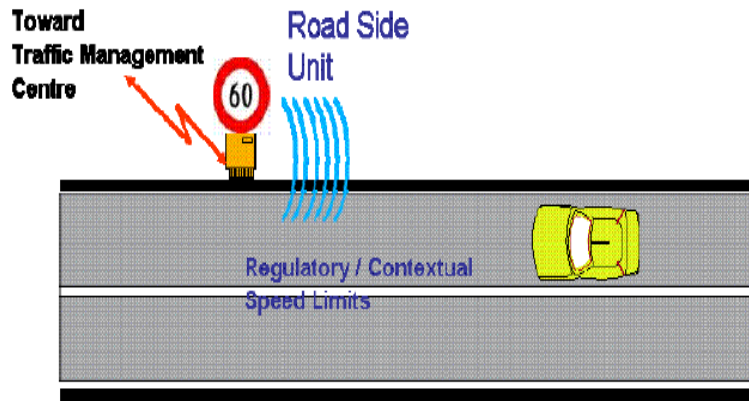 Toward
Traffic Management
Centre
Road Side
Unit
60
Regulatory / Contextual
Speed Limits